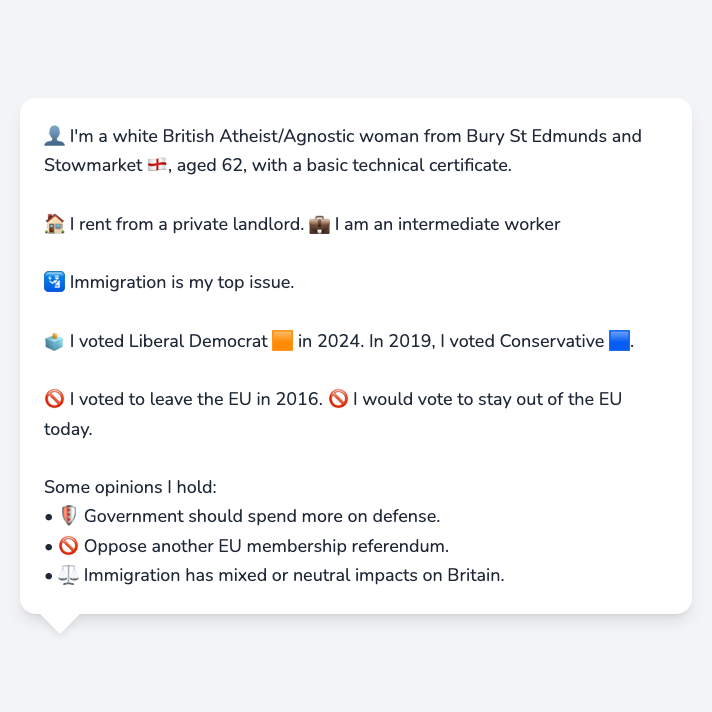 👤 I'm a white British Atheist/Agnostic woman from Bury St Edmunds and
Stowmarket 🏴󠁧󠁢󠁥󠁮󠁧󠁿, aged 62, with a basic technical certificate.
🏠 I rent from a private landlord. 💼 I am an intermediate worker
🛂 Immigration is my top issue.
🗳️ I voted Liberal Democrat 🟧 in 2024. In 2019, I voted Conservative 🟦.
🚫 I voted to leave the EU in 2016. 🚫 I would vote to stay out of the EU
today.
Some opinions I hold:
• 🛡️ Government should spend more on defense.
• 🚫 Oppose another EU membership referendum.
• ⚖️ Immigration has mixed or neutral impacts on Britain.